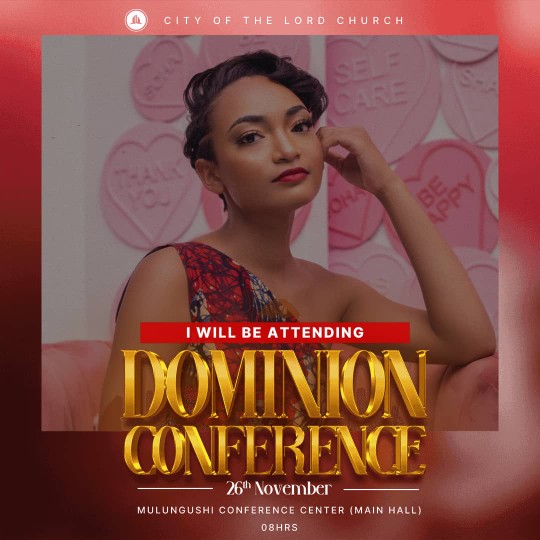 CITY OF THE LORD CHURCH
SELF
CARE
THANK
YOU
BE
HAPPY
I WILL BE ATTENDING
DOMINION
CONFERENCE
26th November
MULUNGUSHI CONFERENCE CENTER (MAIN HALL)
08HRS